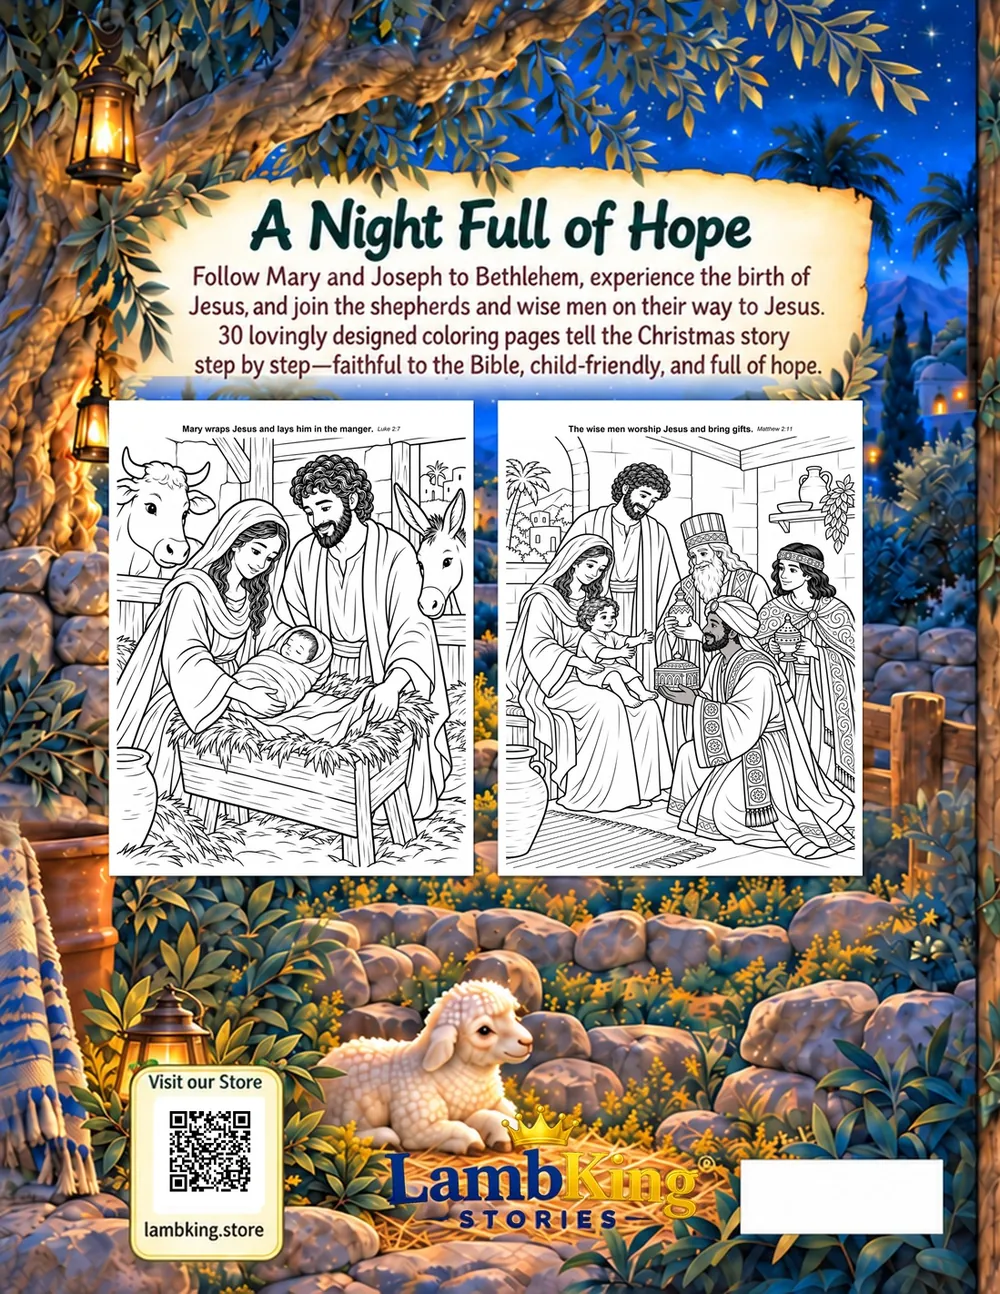 A Night Full of Hope
Follow Mary and Joseph to Bethlehem, experience the birth of
Jesus, and join the shepherds and wise men on their way to Jesus.
30 lovingly designed coloring pages tell the Christmas story
step by step—faithful to the Bible, child-friendly, and full of hope.
Mary wraps Jesus and lays him in the manger. Luke 2:7
The wise men worship Jesus and bring gifts. Matthew 2:11
Visit our Store
lambking.store
LambKing®
STORIES